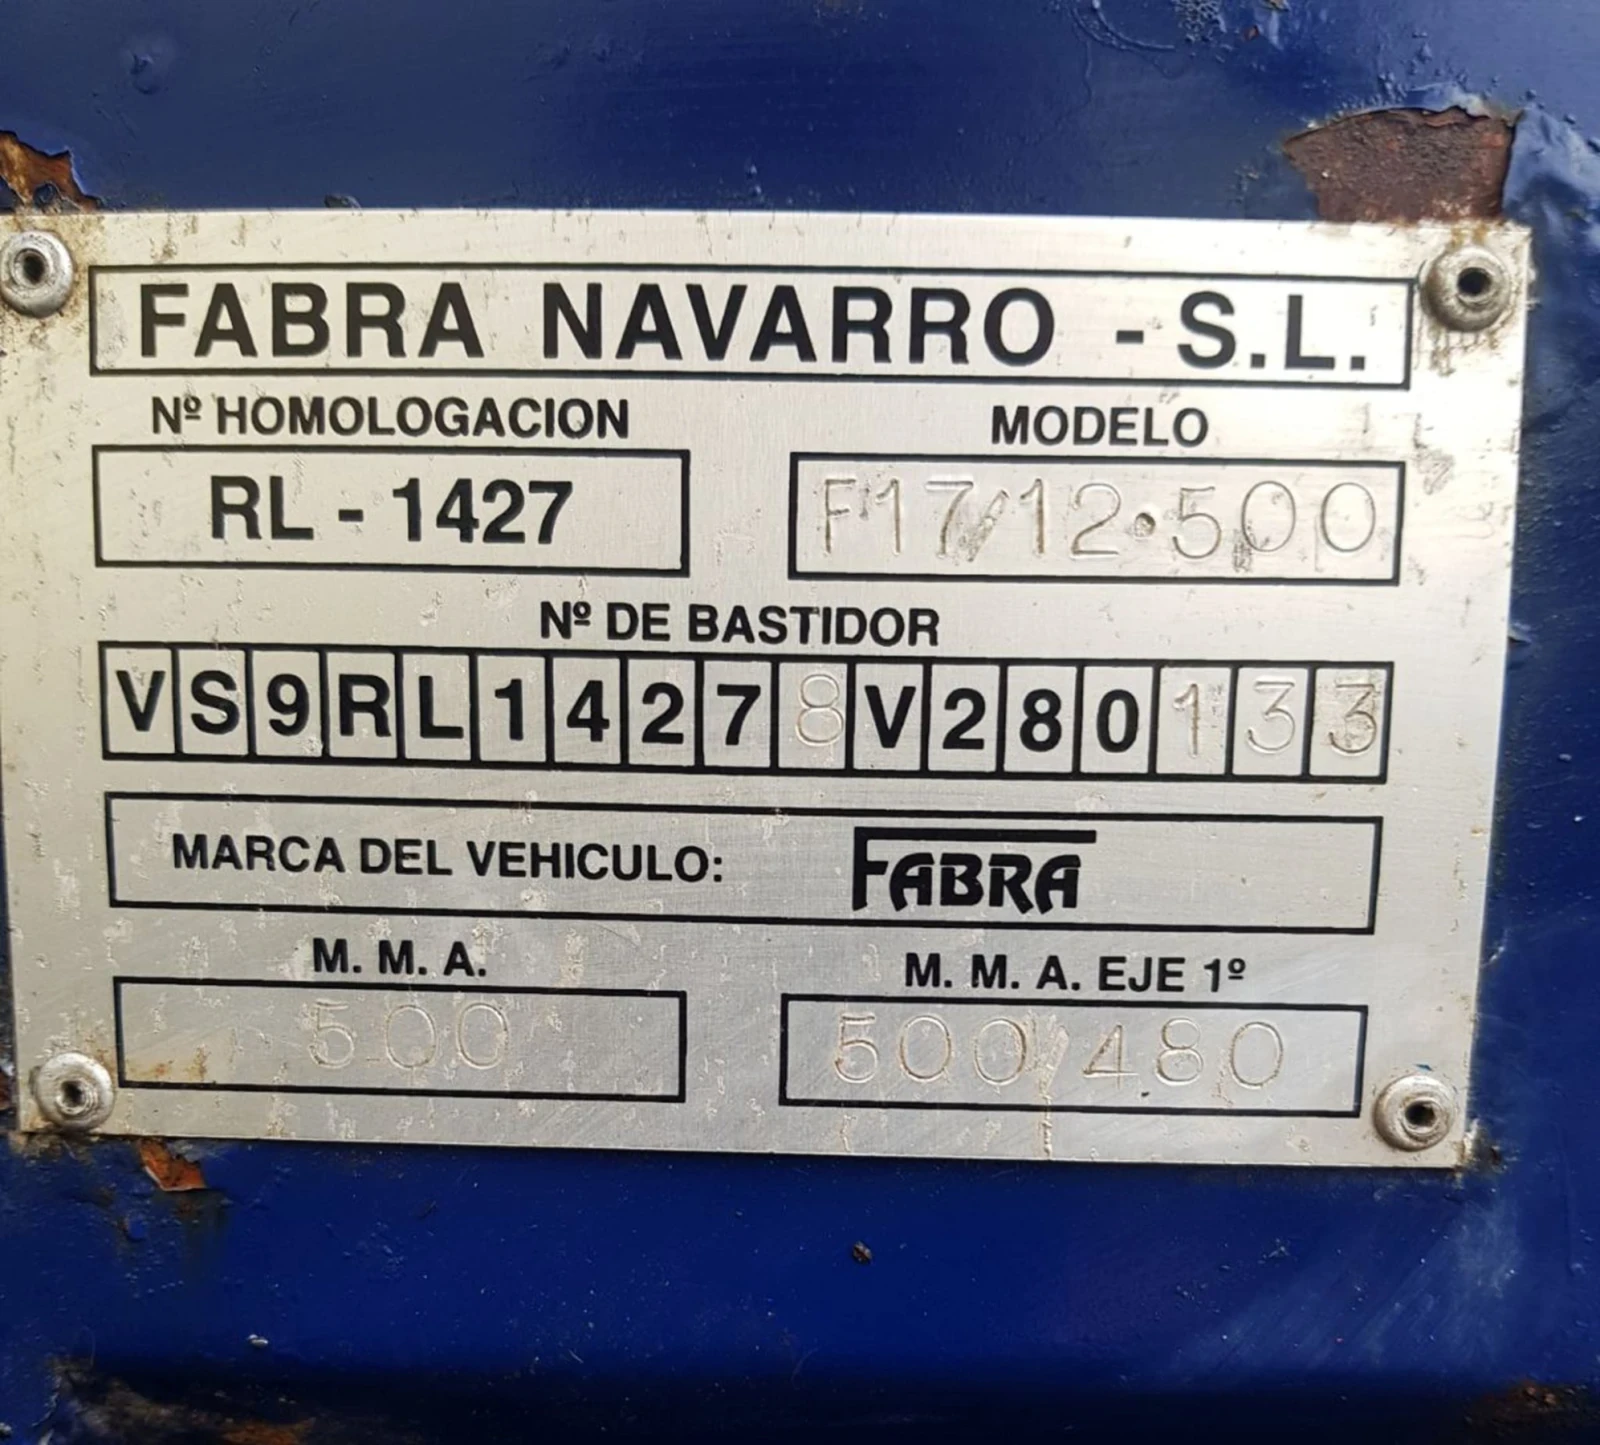 FABRA NAVARRO - S.L.
Nº HOMOLOGACION MODELO
RL - 1427 F17/12·500
Nº DE BASTIDOR
VS9RL14278V280133
MARCA DEL VEHICULO: FABRA
M. M. A. M. M. A. EJE 1º
500 500/480